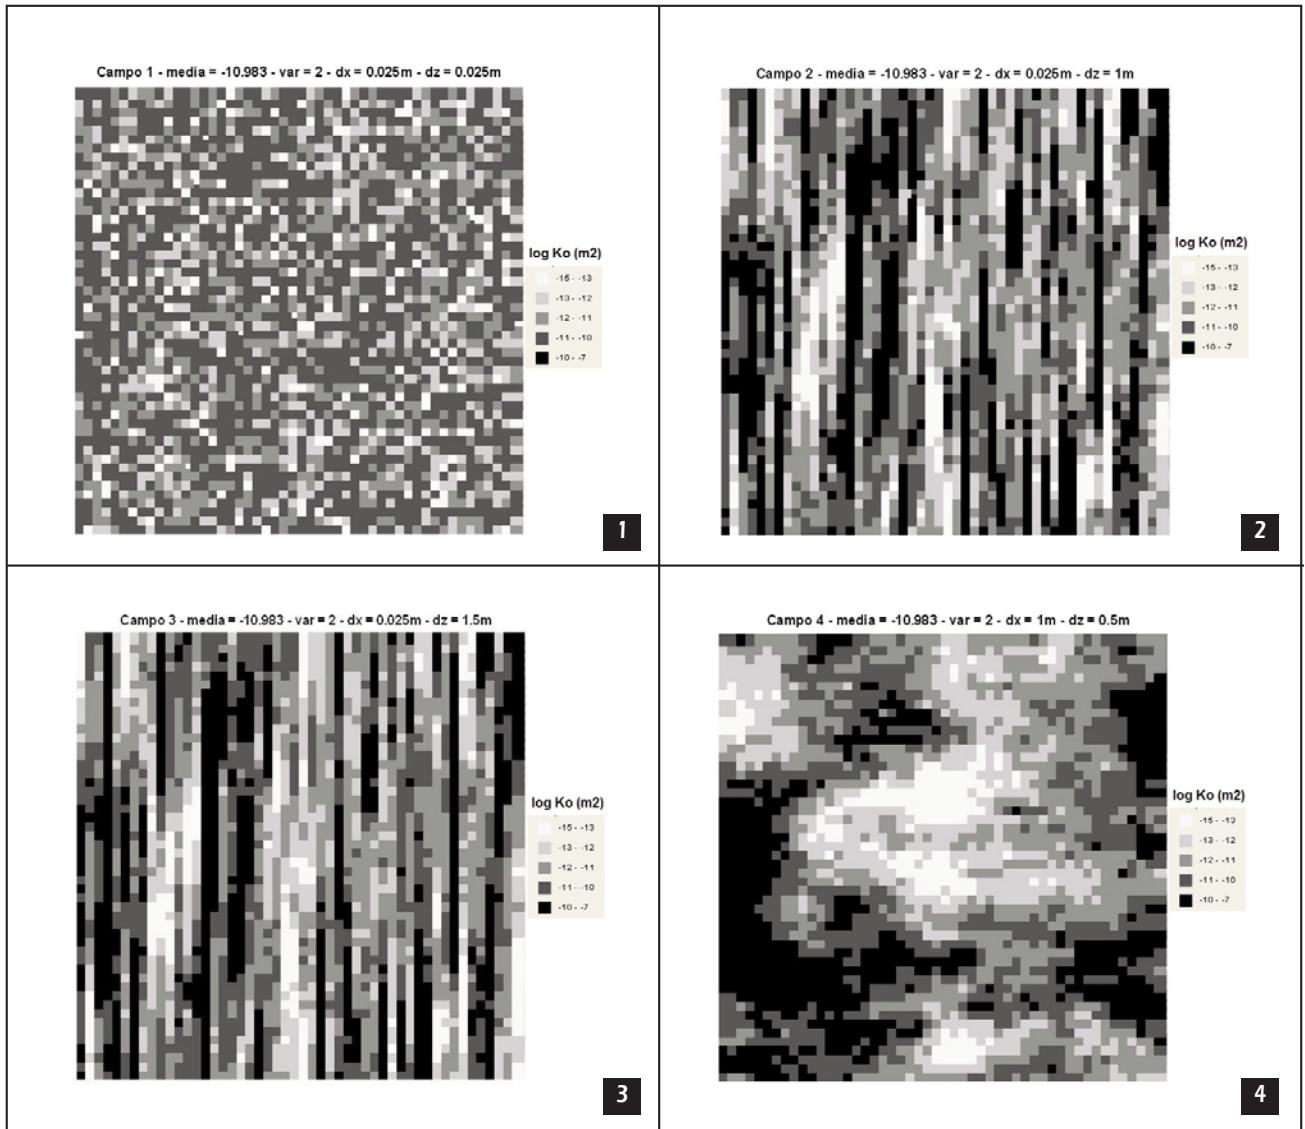 Campo 1 - media = -10.983 - var = 2 - dx = 0.025m - dz = 0.025m
log Ko (m2)
-15 - -13
-13 - -12
-12 - -11
-11 - -10
-10 - -7
1
Campo 2 - media = -10.983 - var = 2 - dx = 0.025m - dz = 1m
log Ko (m2)
-15 - -13
-13 - -12
-12 - -11
-11 - -10
-10 - -7
2
Campo 3 - media = -10.983 - var = 2 - dx = 0.025m - dz = 1.5m
log Ko (m2)
-15 - -13
-13 - -12
-12 - -11
-11 - -10
-10 - -7
3
Campo 4 - media = -10.983 - var = 2 - dx = 1m - dz = 0.5m
log Ko (m2)
-15 - -13
-13 - -12
-12 - -11
-11 - -10
-10 - -7
4